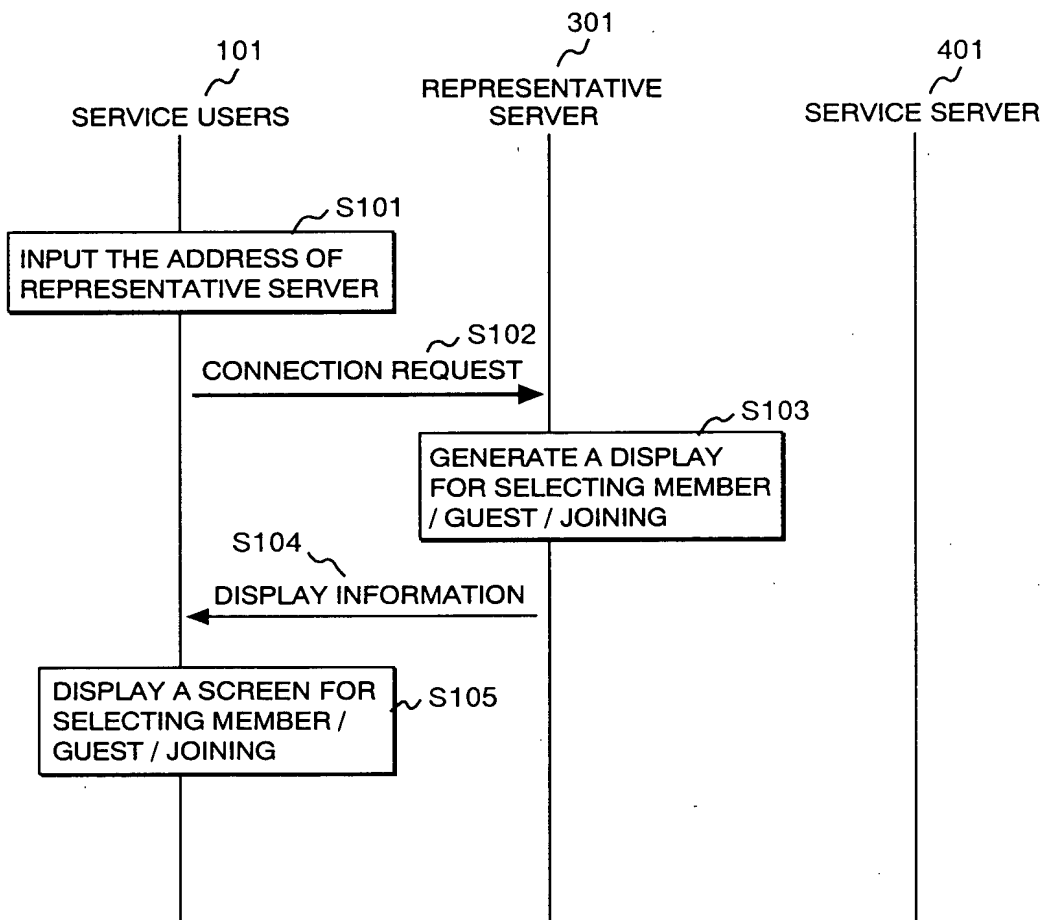 101
SERVICE USERS
301
REPRESENTATIVE
SERVER
401
SERVICE SERVER
S101
INPUT THE ADDRESS OF
REPRESENTATIVE SERVER
S102
CONNECTION REQUEST
S103
GENERATE A DISPLAY
FOR SELECTING MEMBER
/ GUEST / JOINING
S104
DISPLAY INFORMATION
DISPLAY A SCREEN FOR
SELECTING MEMBER /
GUEST / JOINING
S105